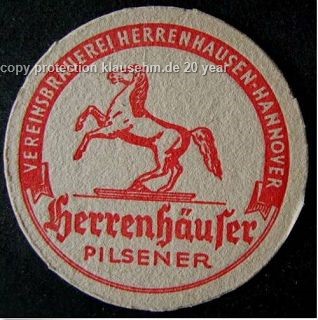 copy protection klausehm.de 20 year
VEREINSBRAUEREI HERRENHAUSEN-HANNOVER
Herrenhäuſer
PILSENER